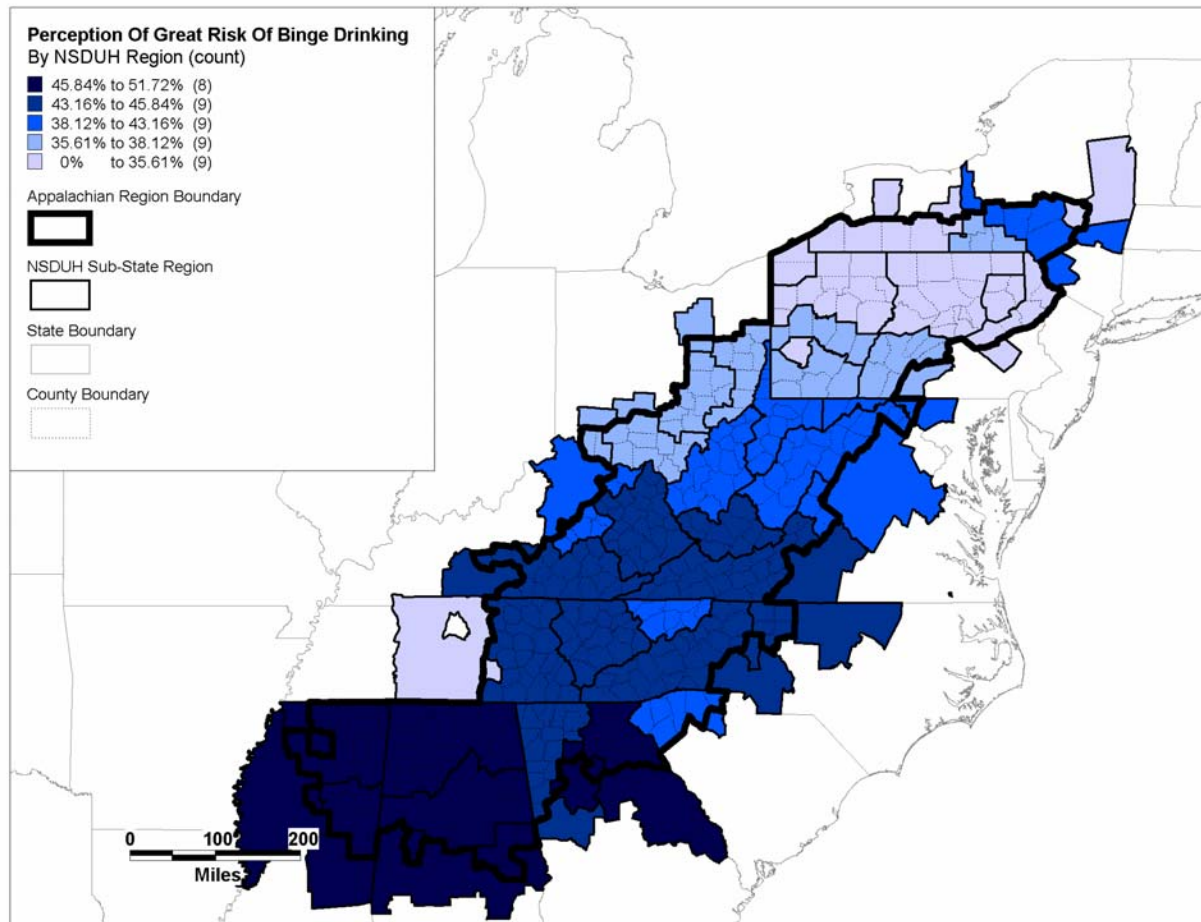 Perception Of Great Risk Of Binge Drinking
By NSDUH Region (count)
45.84% to 51.72% (8)
43.16% to 45.84% (9)
38.12% to 43.16% (9)
35.61% to 38.12% (9)
0% to 35.61% (9)
Appalachian Region Boundary
NSDUH Sub-State Region
State Boundary
County Boundary
0 100 200
Miles